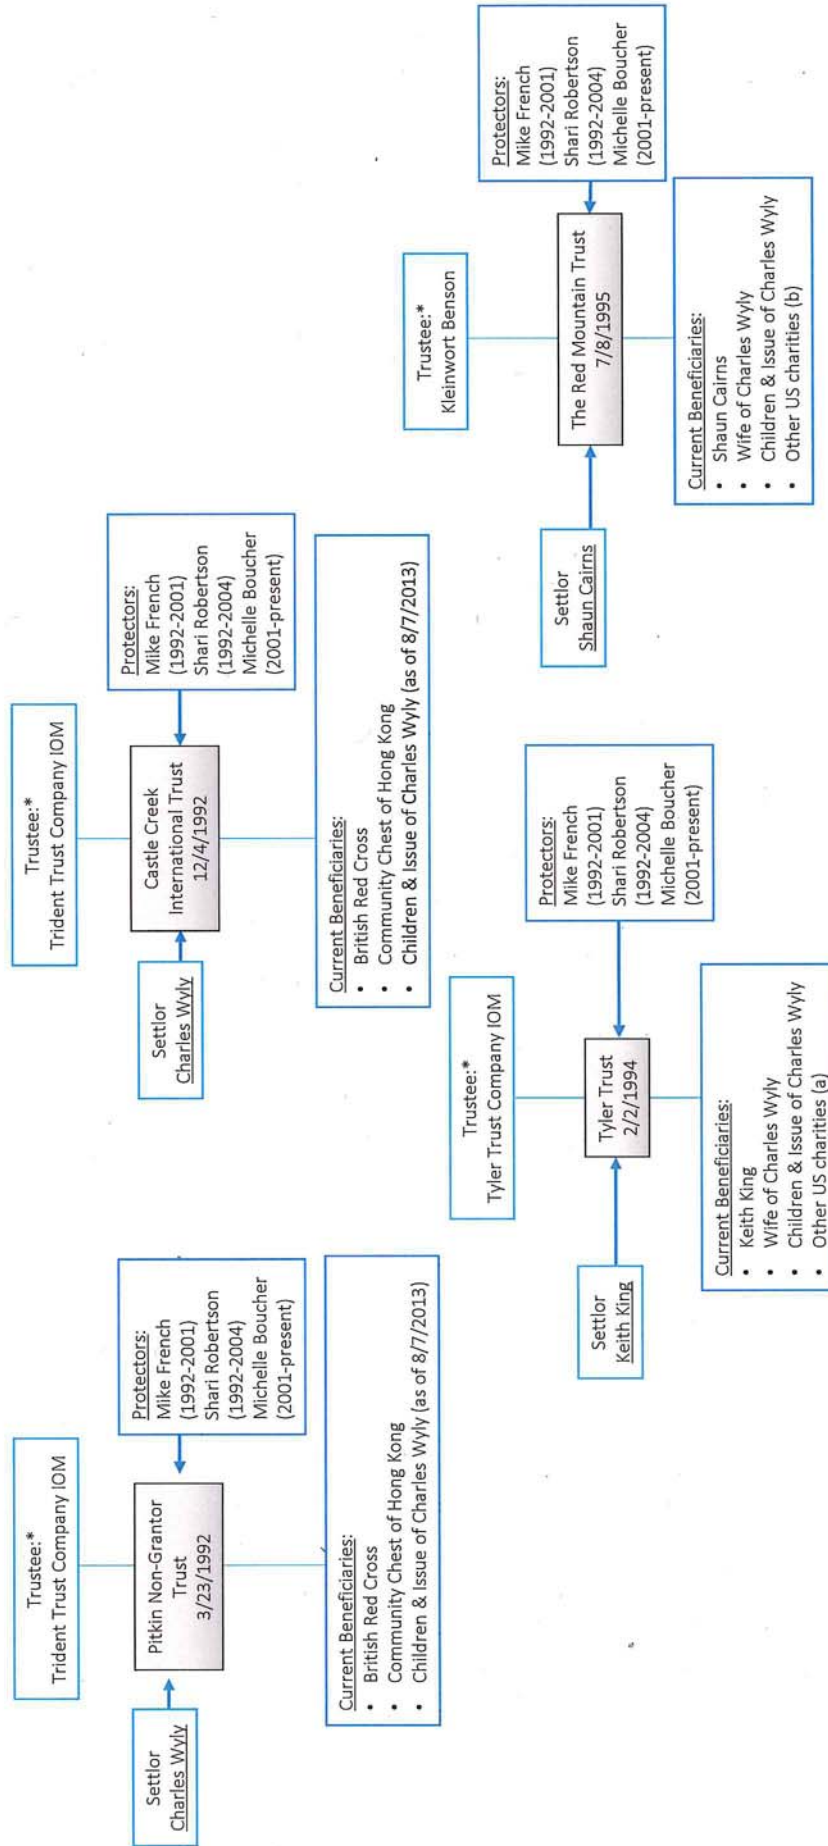 Trustee:*
Trident Trust Company IOM
Settlor
Charles Wyly
Pitkin Non-Grantor
Trust
3/23/1992
Protectors:
Mike French
(1992-2001)
Shari Robertson
(1992-2004)
Michelle Boucher
(2001-present)
Current Beneficiaries:
• British Red Cross
• Community Chest of Hong Kong
• Children & Issue of Charles Wyly (as of 8/7/2013)
Trustee:*
Trident Trust Company IOM
Settlor
Charles Wyly
Castle Creek
International Trust
12/4/1992
Protectors:
Mike French
(1992-2001)
Shari Robertson
(1992-2004)
Michelle Boucher
(2001-present)
Current Beneficiaries:
• British Red Cross
• Community Chest of Hong Kong
• Children & Issue of Charles Wyly (as of 8/7/2013)
Trustee:*
Tyler Trust Company IOM
Settlor
Keith King
Tyler Trust
2/2/1994
Protectors:
Mike French
(1992-2001)
Shari Robertson
(1992-2004)
Michelle Boucher
(2001-present)
Current Beneficiaries:
• Keith King
• Wife of Charles Wyly
• Children & Issue of Charles Wyly
• Other US charities (a)
Trustee:*
Kleinwort Benson
Settlor
Shaun Cairns
The Red Mountain Trust
7/8/1995
Protectors:
Mike French
(1992-2001)
Shari Robertson
(1992-2004)
Michelle Boucher
(2001-present)
Current Beneficiaries:
• Shaun Cairns
• Wife of Charles Wyly
• Children & Issue of Charles Wyly
• Other US charities (b)